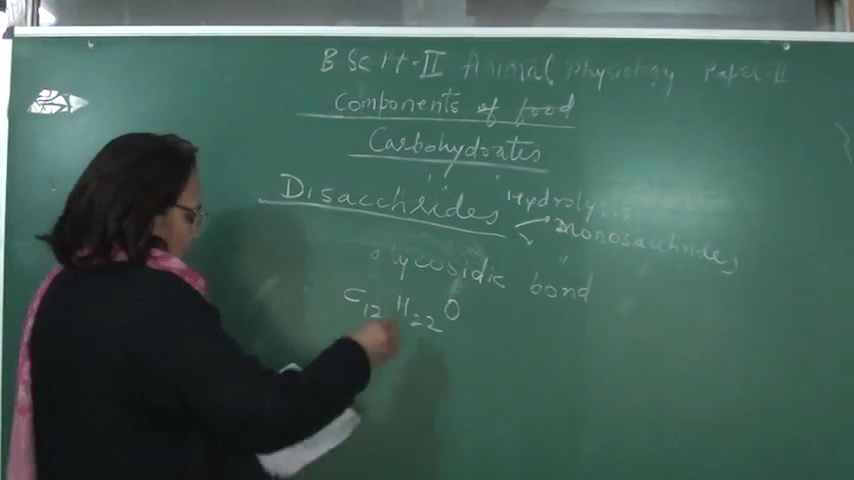 B Sc H-II Animal Physiology Paper-II
Components of food
Carbohydrates
Disacchrides Hydrolysis
Monosacchrides
glycosidic bond
C12 H22 O